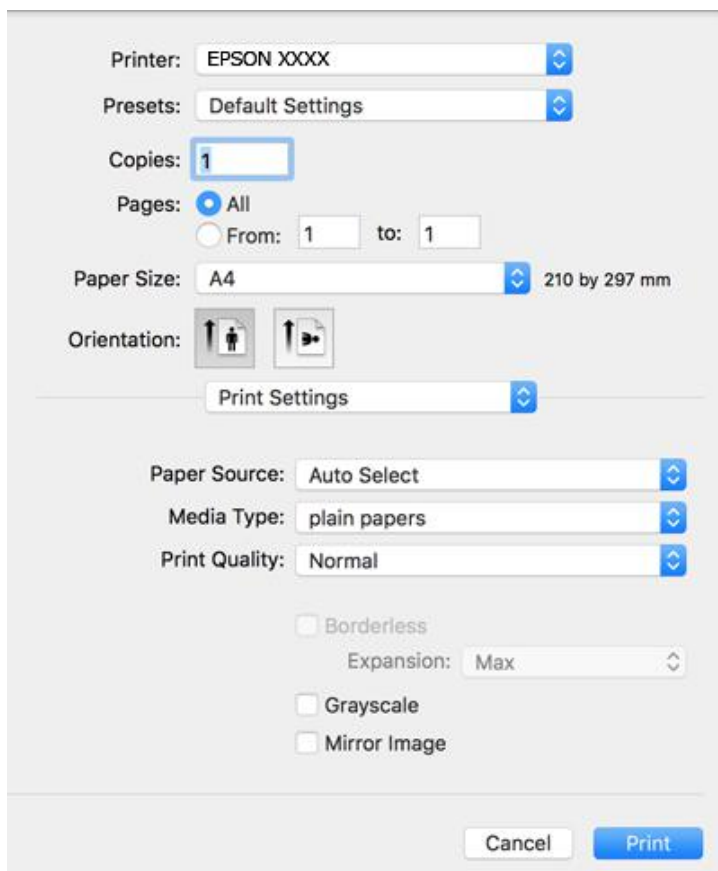 Printer: EPSON XXXX
Presets: Default Settings
Copies: 1
Pages: All
From: 1 to: 1
Paper Size: A4 210 by 297 mm
Orientation:
Print Settings
Paper Source: Auto Select
Media Type: plain papers
Print Quality: Normal
Borderless
Expansion: Max
Grayscale
Mirror Image
Cancel Print